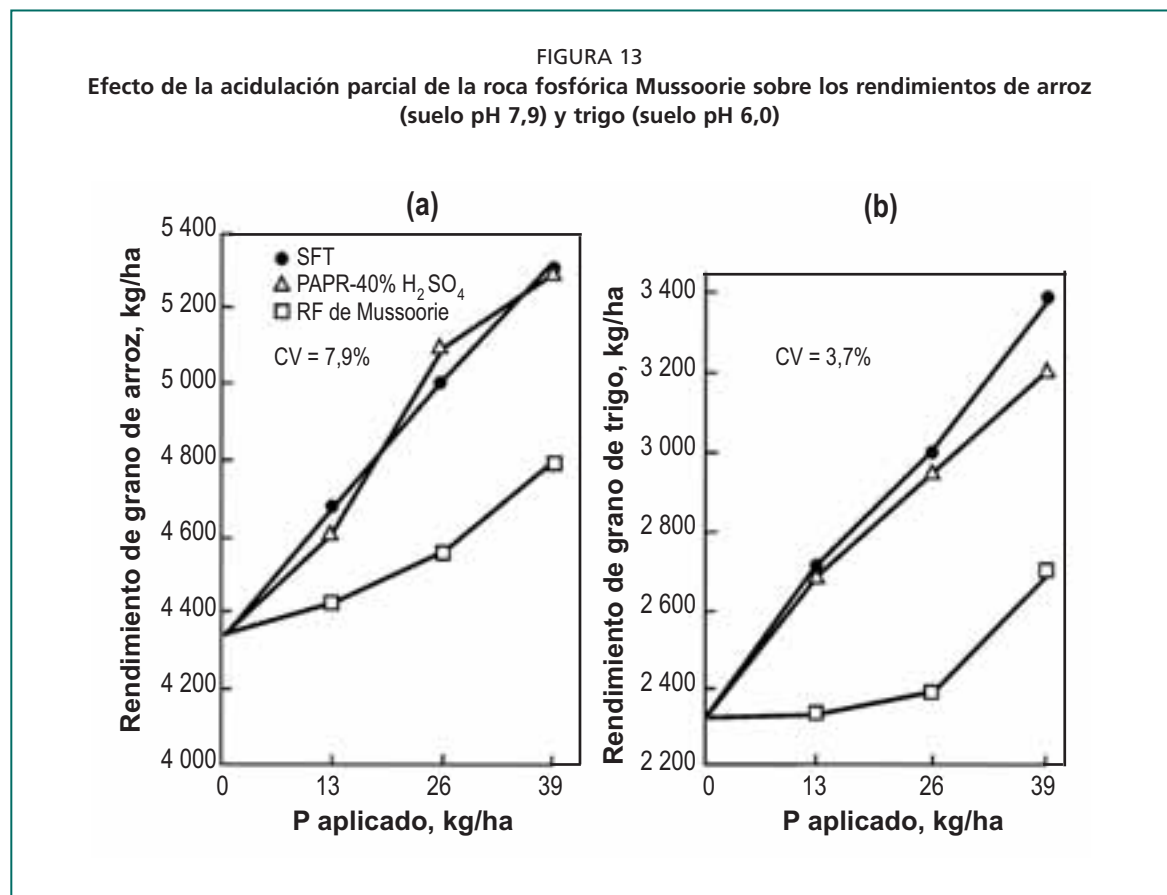 FIGURA 13
Efecto de la acidulación parcial de la roca fosfórica Mussoorie sobre los rendimientos de arroz
(suelo pH 7,9) y trigo (suelo pH 6,0)
(a)
Rendimiento de grano de arroz, kg/ha
5 400
5 200
5 000
4 800
4 600
4 400
4 200
4 000
SFT
PAPR-40% H₂SO₄
RF de Mussoorie
CV = 7,9%
0 13 26 39
P aplicado, kg/ha
(b)
Rendimiento de grano de trigo, kg/ha
3 400
3 200
3 000
2 800
2 600
2 400
2 200
CV = 3,7%
0 13 26 39
P aplicado, kg/ha